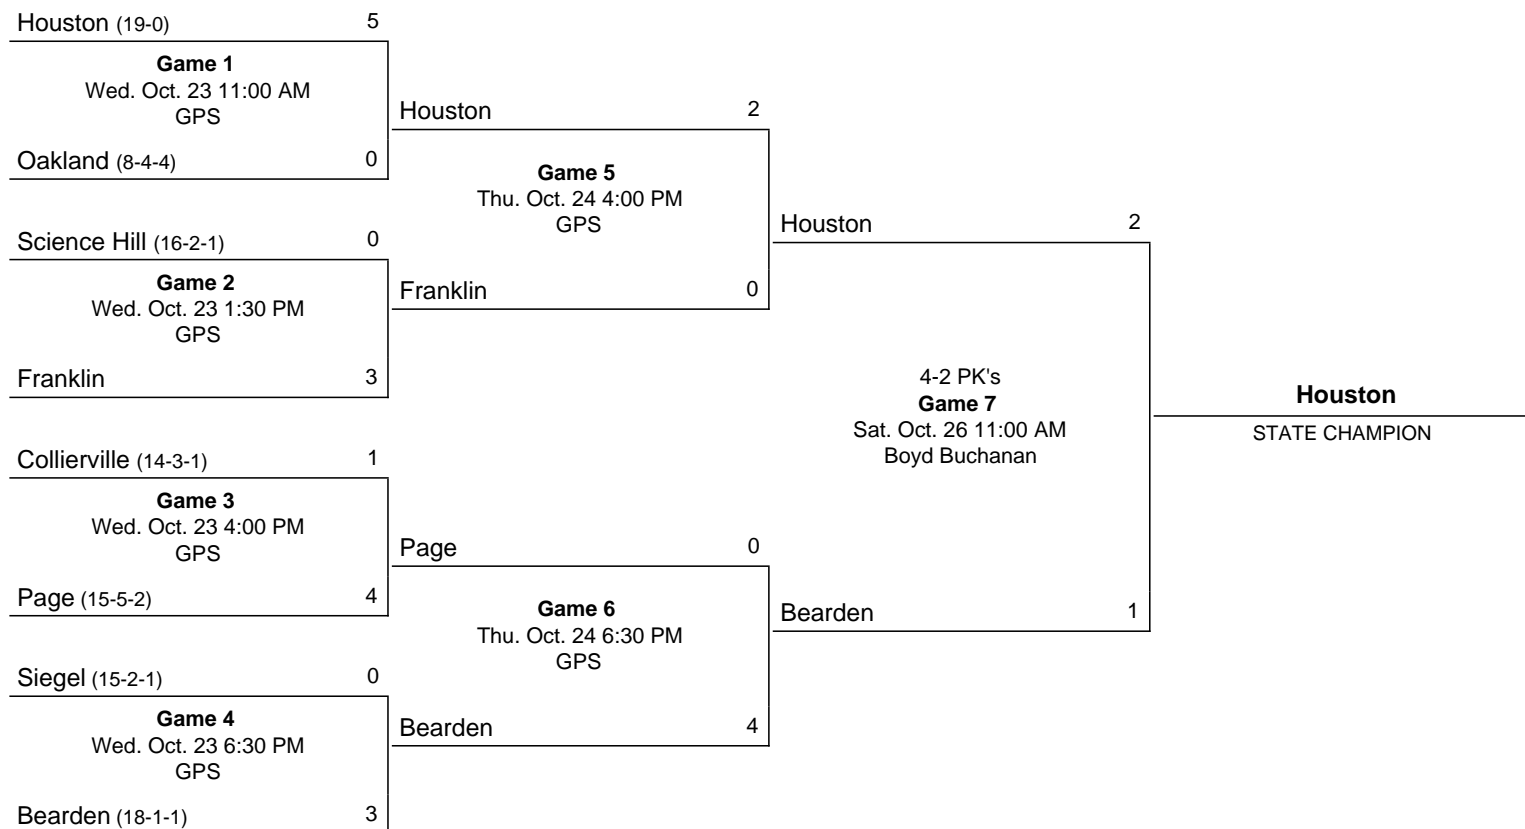 Houston (19-0) 5
Game 1
Wed. Oct. 23 11:00 AM
GPS
Oakland (8-4-4) 0
Science Hill (16-2-1) 0
Game 2
Wed. Oct. 23 1:30 PM
GPS
Franklin 3
Collierville (14-3-1) 1
Game 3
Wed. Oct. 23 4:00 PM
GPS
Page (15-5-2) 4
Siegel (15-2-1) 0
Game 4
Wed. Oct. 23 6:30 PM
GPS
Bearden (18-1-1) 3
Houston 2
Game 5
Thu. Oct. 24 4:00 PM
GPS
Franklin 0
Page 0
Game 6
Thu. Oct. 24 6:30 PM
GPS
Bearden 4
Houston 2
4-2 PK's
Game 7
Sat. Oct. 26 11:00 AM
Boyd Buchanan
Bearden 1
Houston
STATE CHAMPION